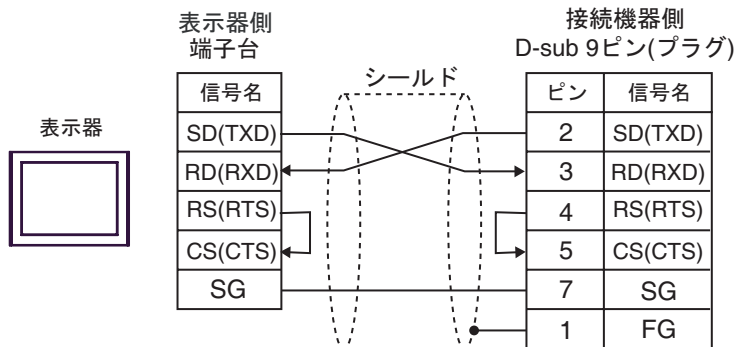 表示器側
端子台
接続機器側
D-sub 9ピン(プラグ)
シールド
表示器
信号名
SD(TXD)
RD(RXD)
RS(RTS)
CS(CTS)
SG
ピン 信号名
2 SD(TXD)
3 RD(RXD)
4 RS(RTS)
5 CS(CTS)
7 SG
1 FG